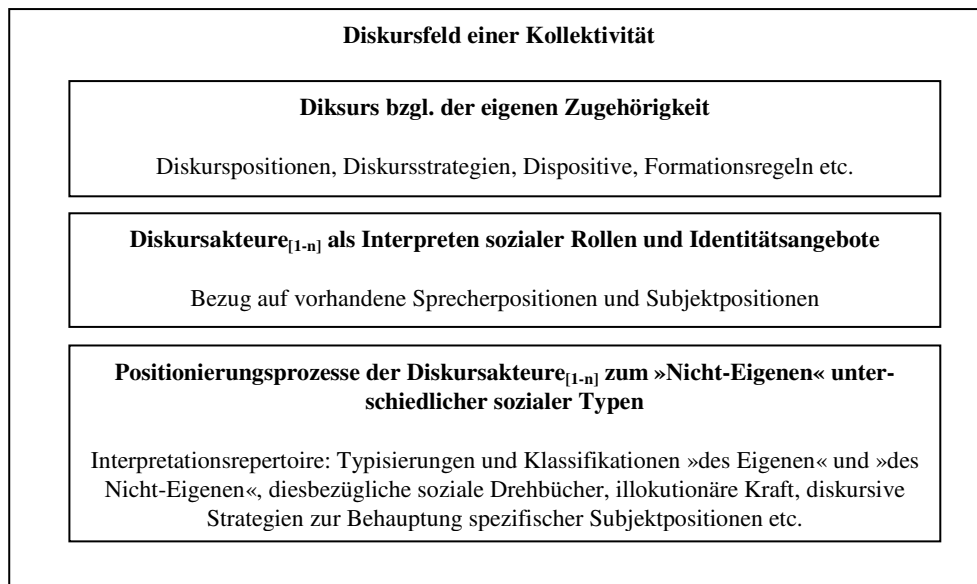 Diskursfeld einer Kollektivität
Diksurs bzgl. der eigenen Zugehörigkeit
Diskurspositionen, Diskursstrategien, Dispositive, Formationsregeln etc.
Diskursakteure[1-n] als Interpreten sozialer Rollen und Identitätsangebote
Bezug auf vorhandene Sprecherpositionen und Subjektpositionen
Positionierungsprozesse der Diskursakteure[1-n] zum »Nicht-Eigenen« unter-
schiedlicher sozialer Typen
Interpretationsrepertoire: Typisierungen und Klassifikationen »des Eigenen« und »des
Nicht-Eigenen«, diesbezügliche soziale Drehbücher, illokutionäre Kraft, diskursive
Strategien zur Behauptung spezifischer Subjektpositionen etc.